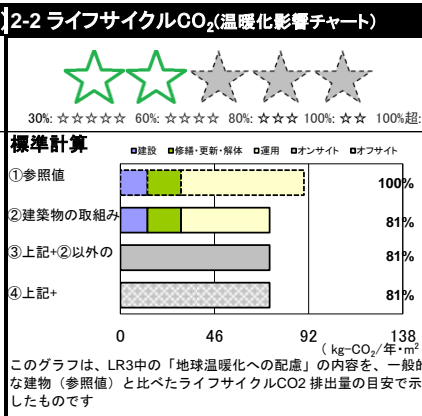 2-2 ライフサイクルCO₂(温暖化影響チャート)
30%: ☆☆☆☆☆ 60%: ☆☆☆☆ 80%: ☆☆☆ 100%: ☆☆ 100%超:
標準計算
■建設 ■修繕・更新・解体 □運用 ■オンサイト □オフサイト
①参照値 100%
②建築物の取組み 81%
③上記+②以外の 81%
④上記+ 81%
0 46 92 138
( kg-CO₂/年・m²
このグラフは、LR3中の「地球温暖化への配慮」の内容を、一般的
な建物（参照値）と比べたライフサイクルCO2 排出量の目安で示
したものです